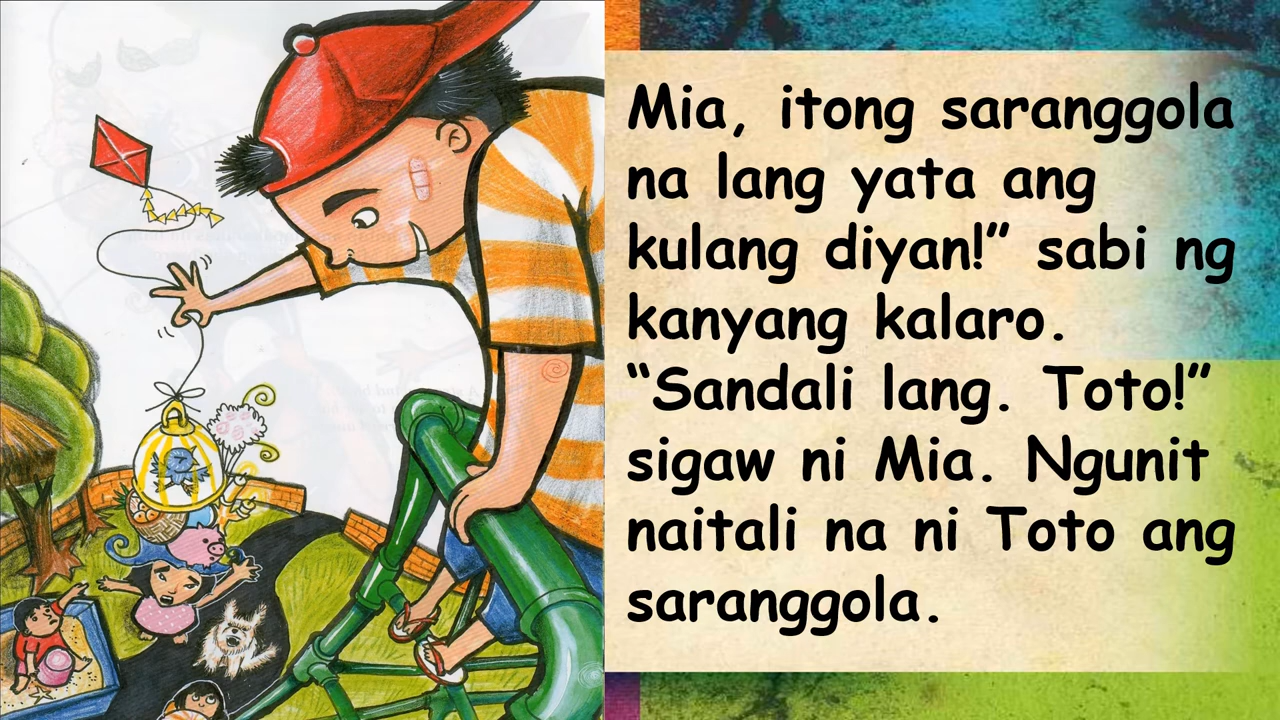 Mia, itong saranggola
na lang yata ang
kulang diyan!” sabi ng
kanyang kalaro.
“Sandali lang. Toto!”
sigaw ni Mia. Ngunit
naitali na ni Toto ang
saranggola.